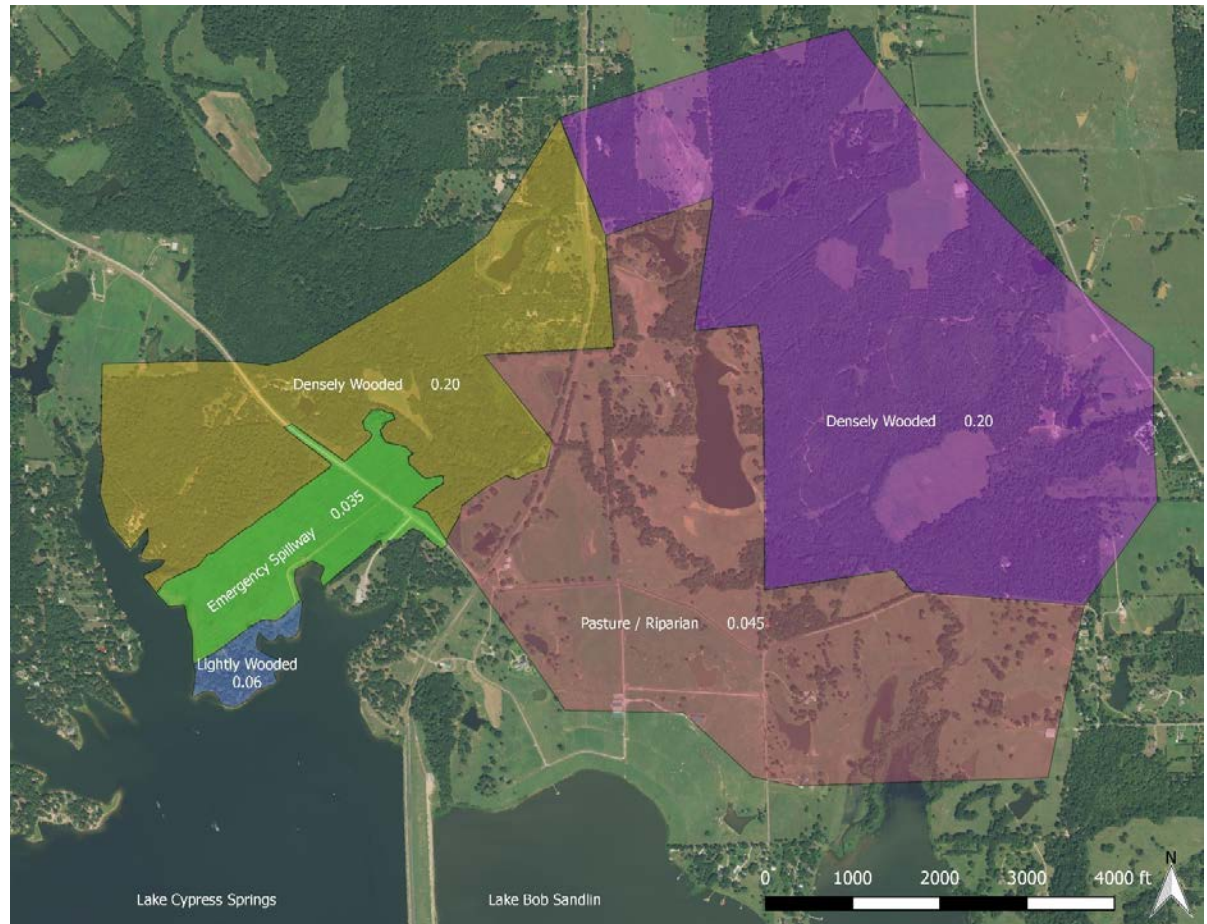 Densely Wooded 0.20
Densely Wooded 0.20
Emergency Spillway 0.035
Pasture / Riparian 0.045
Lightly Wooded
0.06
N
0 1000 2000 3000 4000 ft
Lake Cypress Springs
Lake Bob Sandlin